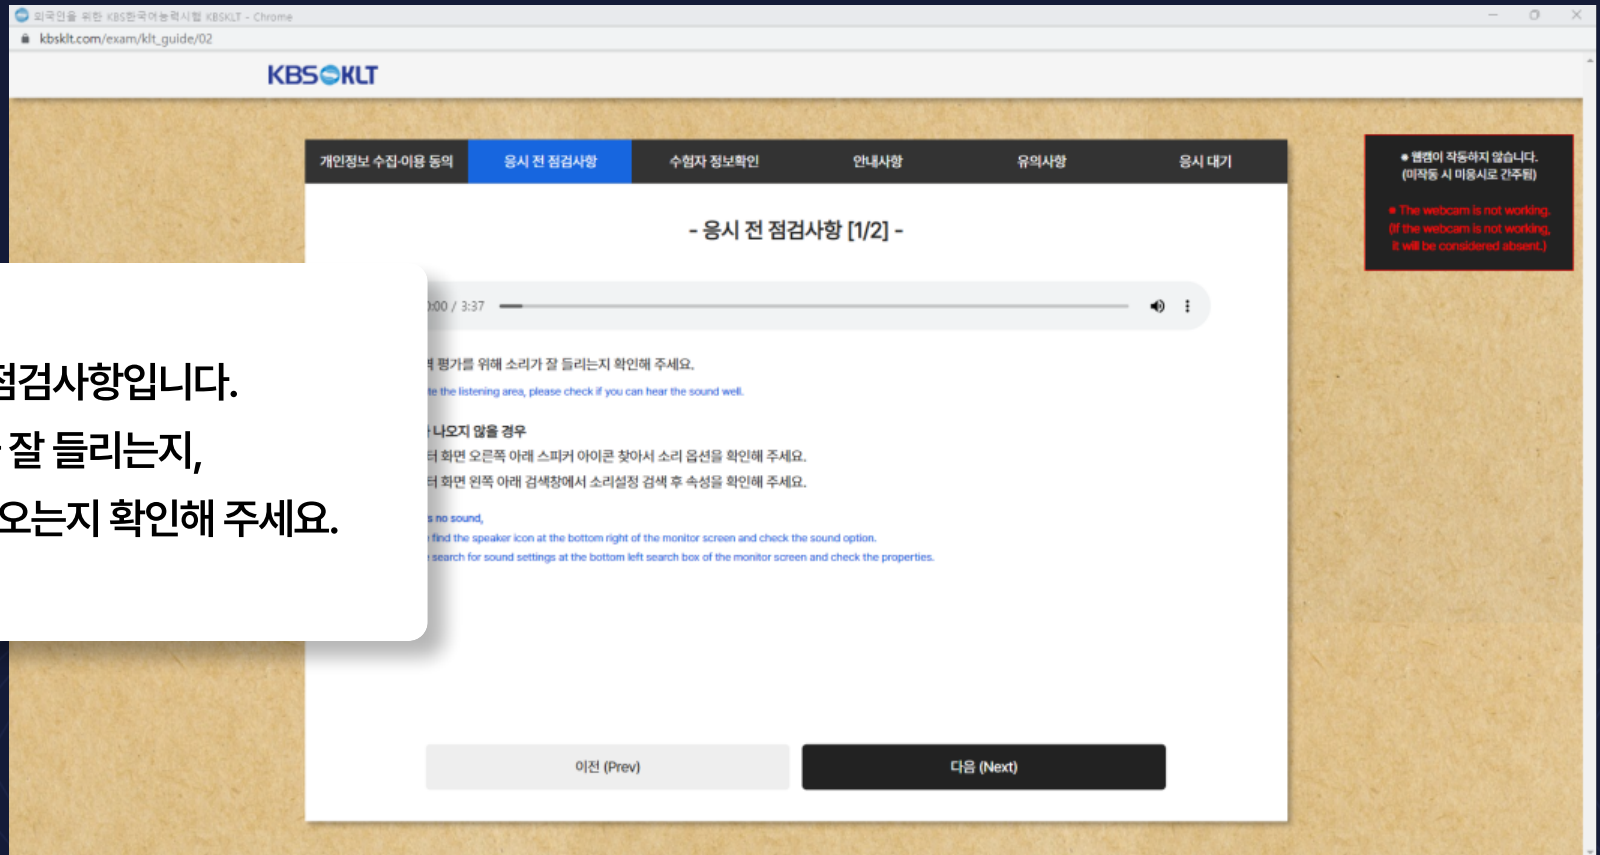 외국인을 위한 KBS한국어능력시험 KBSKLT - Chrome
kbsklt.com/exam/klt_guide/02
KBS KLT
개인정보 수집·이용 동의
응시 전 점검사항
수험자 정보확인
안내사항
유의사항
응시 대기
● 웹캠이 작동하지 않습니다.
(미작동 시 미응시로 간주됨)
● The webcam is not working.
(If the webcam is not working,
it will be considered absent.)
- 응시 전 점검사항 [1/2] -
:00 / 3:37
평가를 위해 소리가 잘 들리는지 확인해 주세요.
the listening area, please check if you can hear the sound well.
나오지 않을 경우
화면 오른쪽 아래 스피커 아이콘 찾아서 소리 옵션을 확인해 주세요.
화면 왼쪽 아래 검색창에서 소리설정 검색 후 속성을 확인해 주세요.
no sound,
find the speaker icon at the bottom right of the monitor screen and check the sound option.
search for sound settings at the bottom left search box of the monitor screen and check the properties.
점검사항입니다.
잘 들리는지,
오는지 확인해 주세요.
이전 (Prev)
다음 (Next)